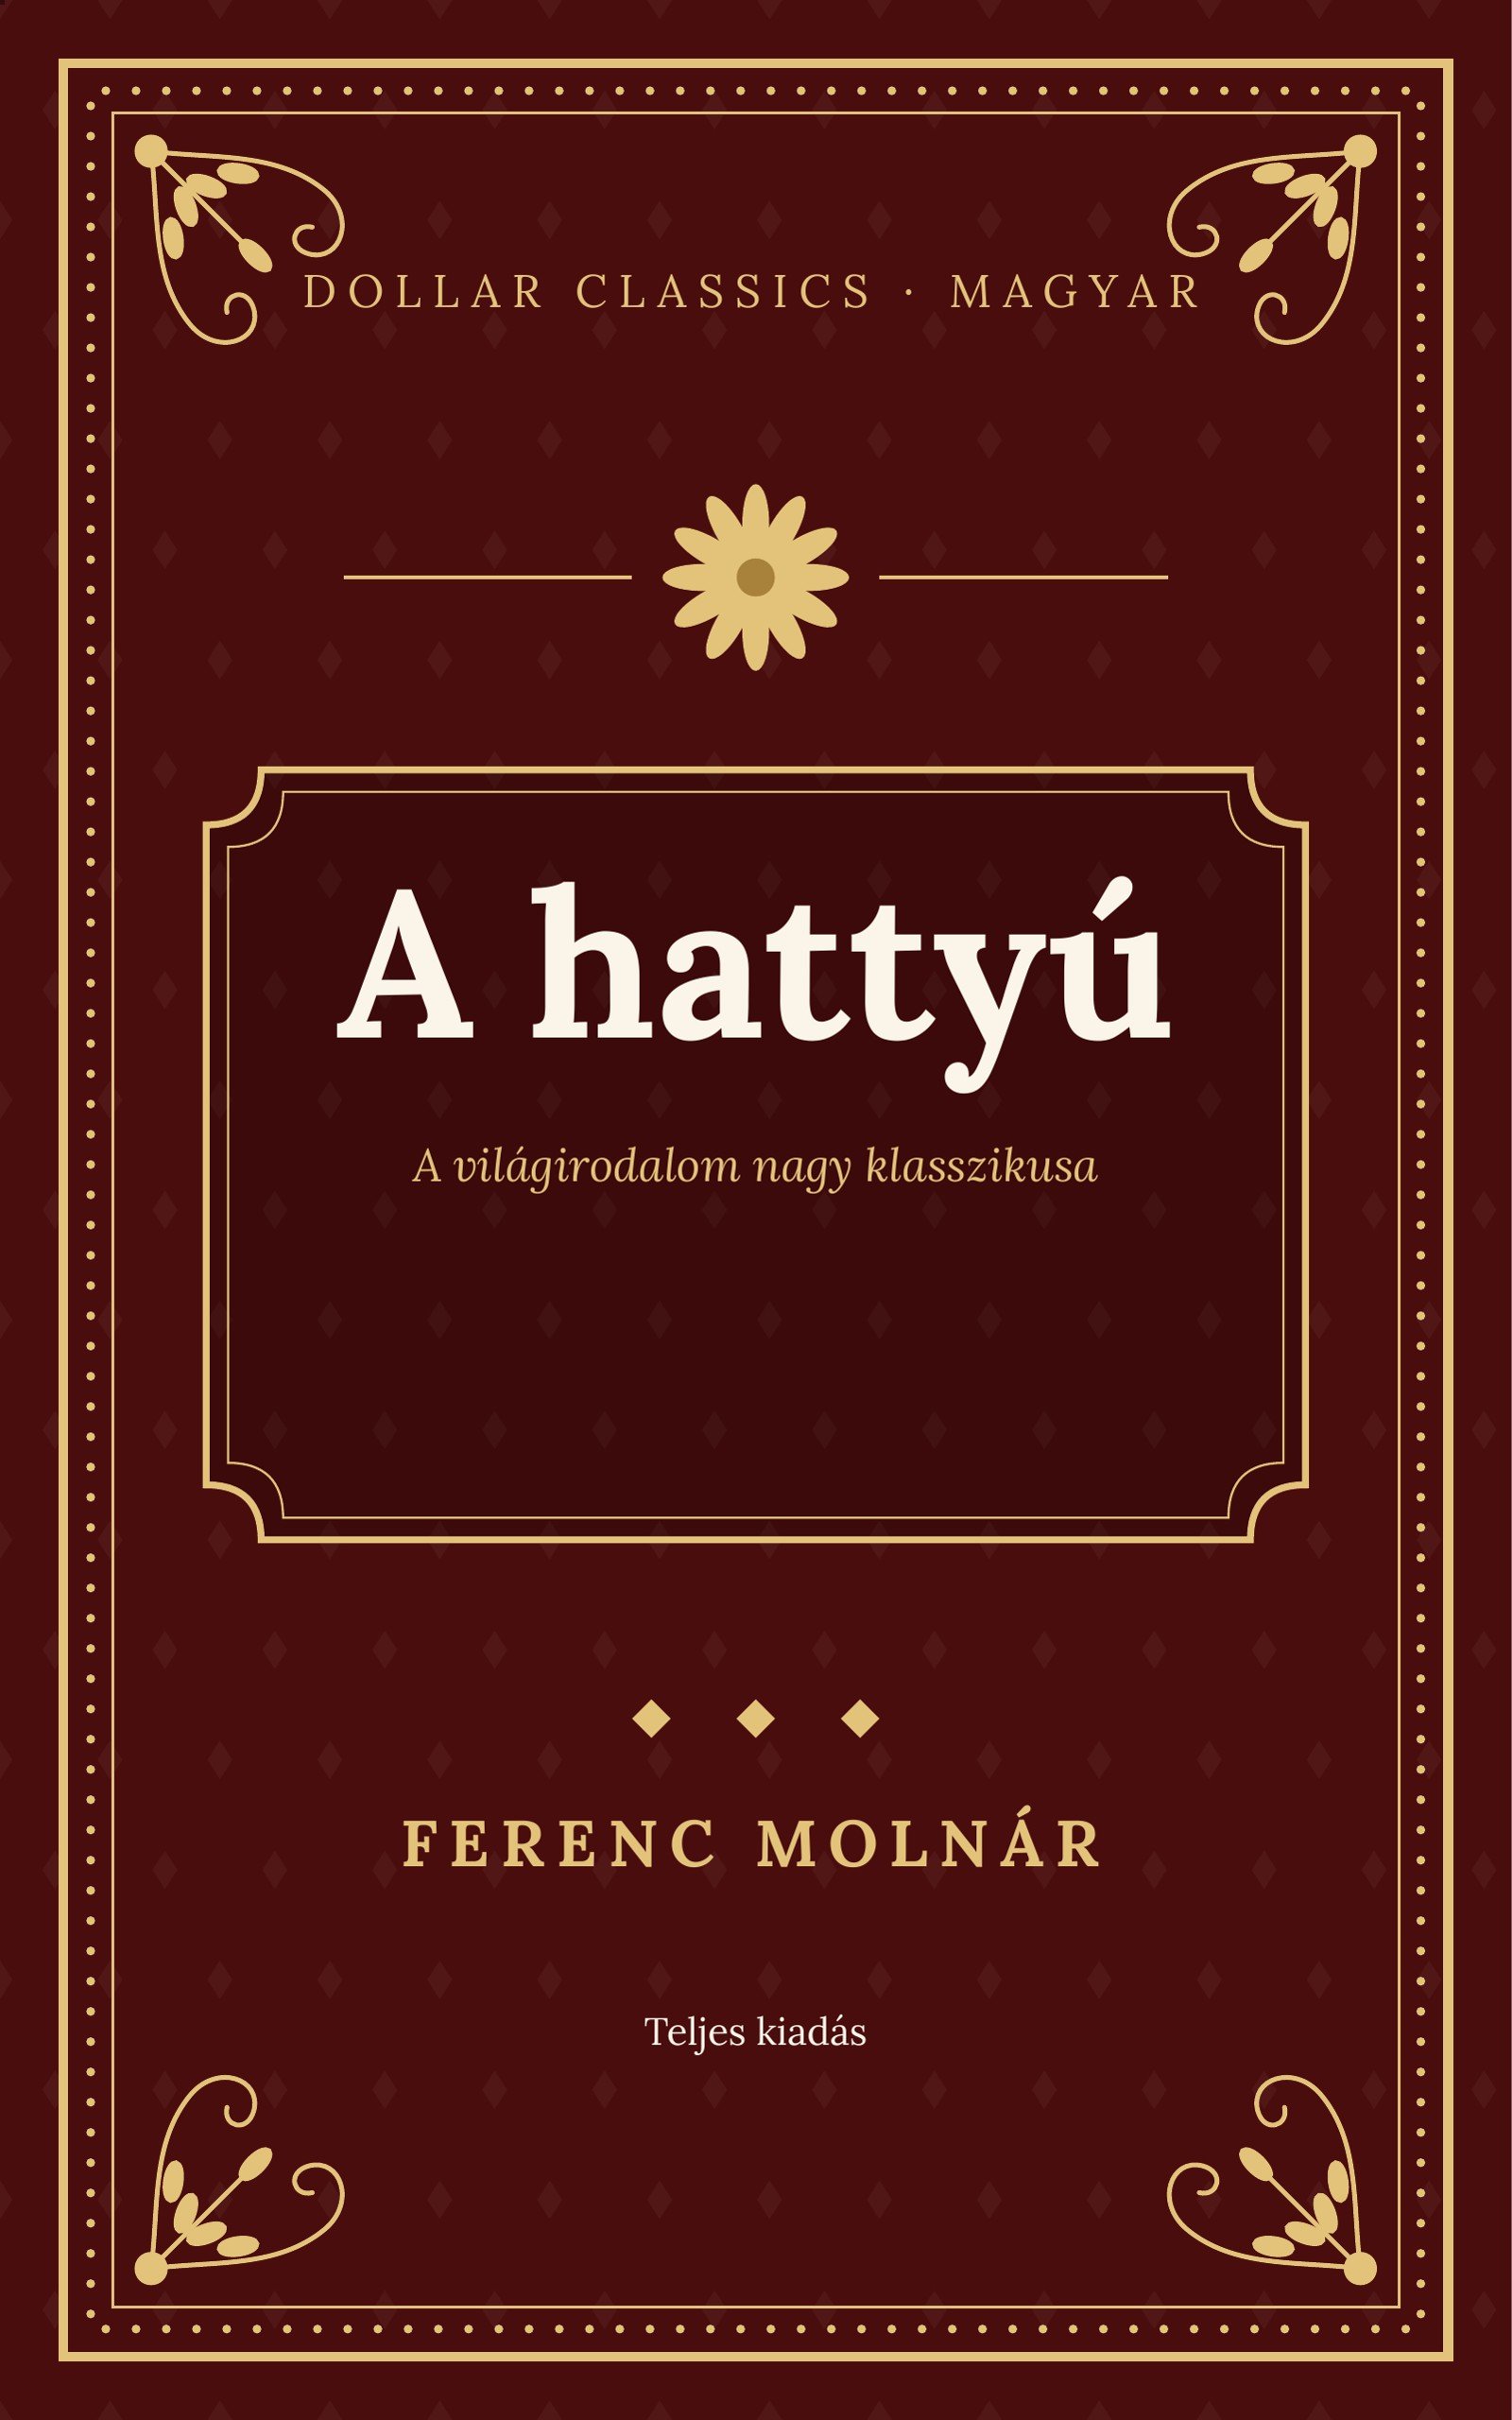 DOLLAR CLASSICS · MAGYAR
A hattyú
A világirodalom nagy klasszikusa
FERENC MOLNÁR
Teljes kiadás